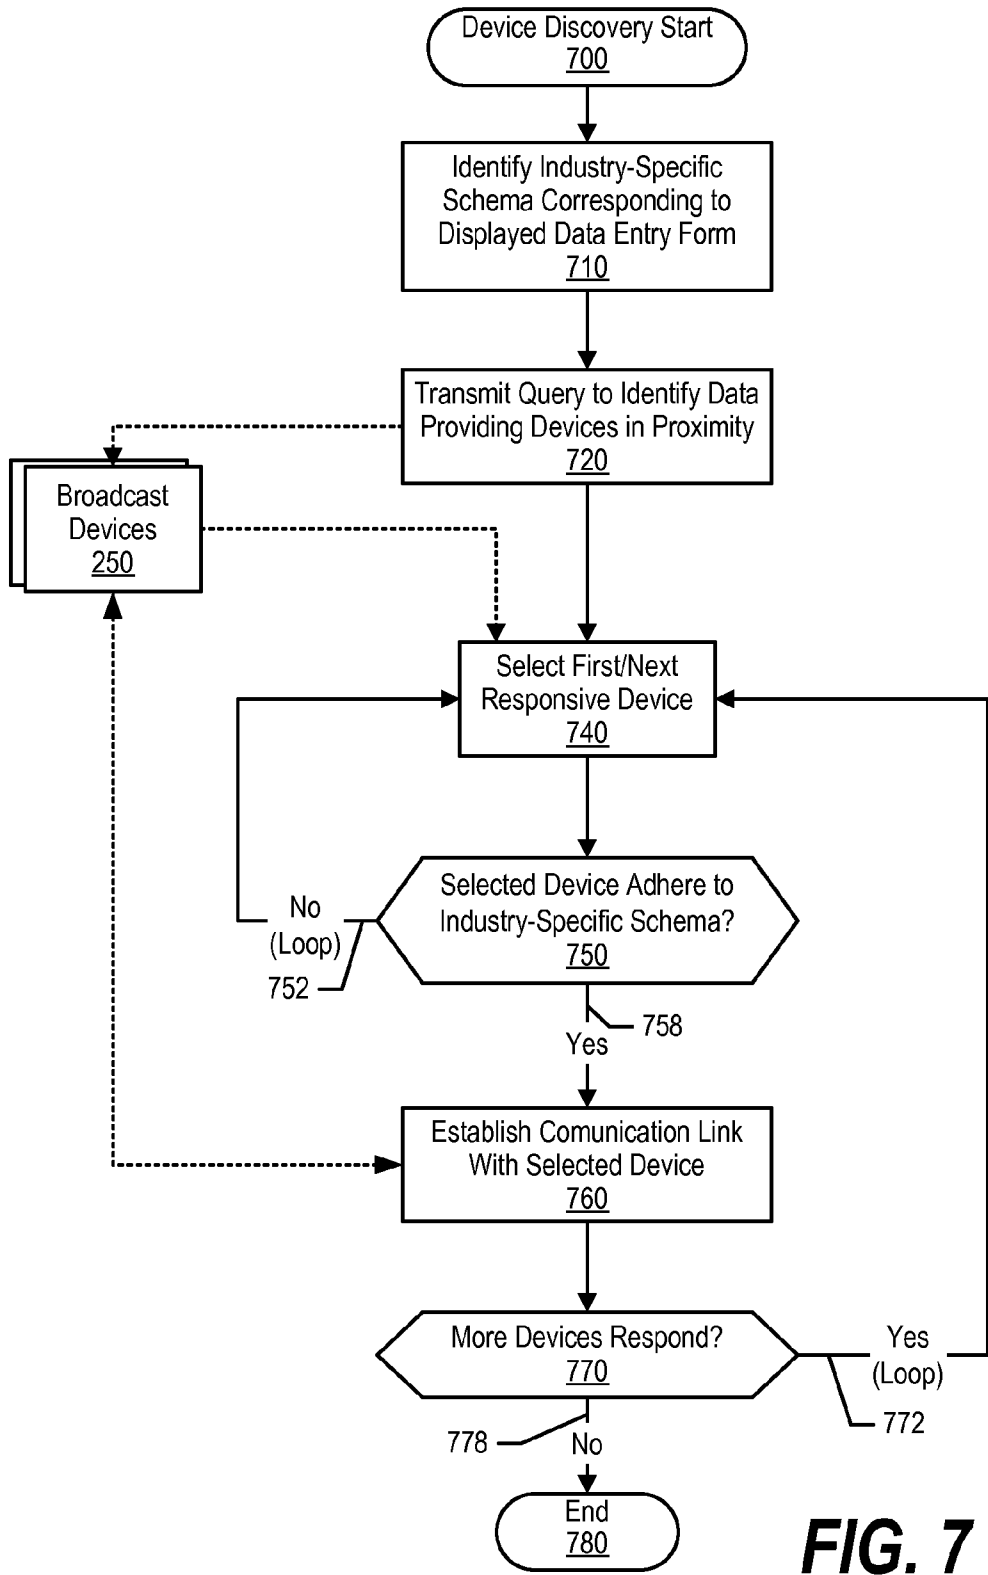 Device Discovery Start
700
Identify Industry-Specific
Schema Corresponding to
Displayed Data Entry Form
710
Transmit Query to Identify Data
Providing Devices in Proximity
720
Broadcast
Devices
250
Select First/Next
Responsive Device
740
Selected Device Adhere to
Industry-Specific Schema?
750
No
(Loop)
752
758
Yes
Establish Comunication Link
With Selected Device
760
More Devices Respond?
770
Yes
(Loop)
772
778
No
End
780
FIG. 7